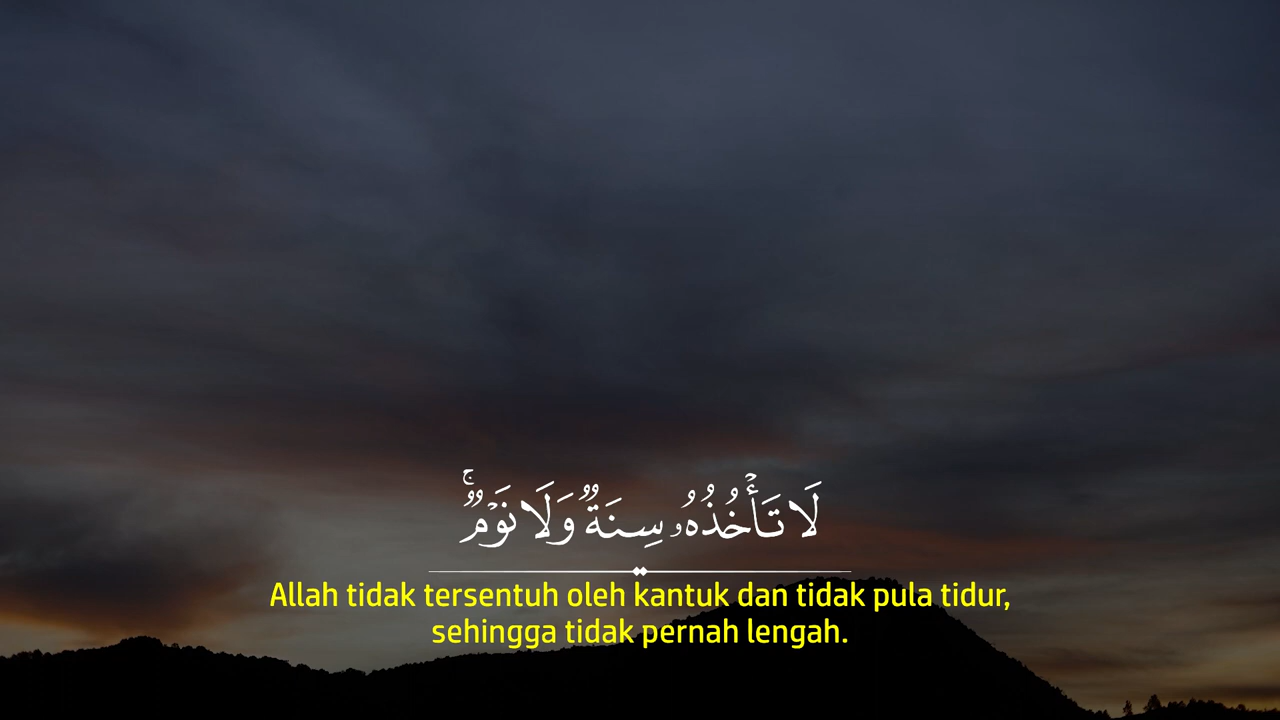 لَا تَأْخُذُهُۥ سِنَةٌ وَلَا نَوْمٌ ۚ
Allah tidak tersentuh oleh kantuk dan tidak pula tidur,
sehingga tidak pernah lengah.